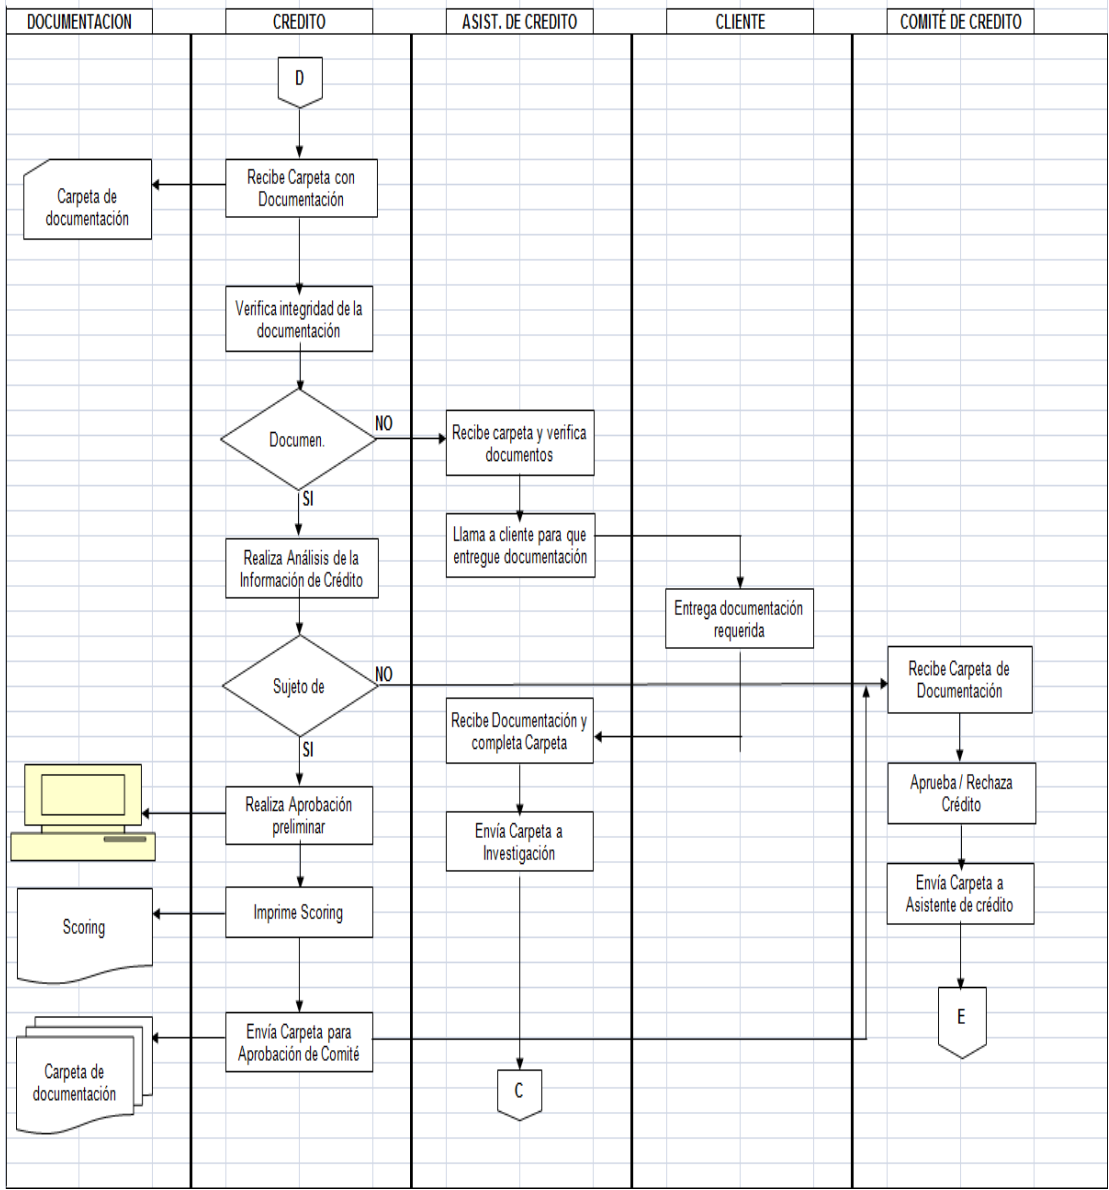 DOCUMENTACION
CREDITO
ASIST. DE CREDITO
CLIENTE
COMITÉ DE CREDITO
D
Recibe Carpeta con
Documentación
Carpeta de
documentación
Verifica integridad de la
documentación
Documen.
NO
SI
Recibe carpeta y verifica
documentos
Llama a cliente para que
entregue documentación
Realiza Análisis de la
Información de Crédito
Entrega documentación
requerida
Sujeto de
NO
SI
Recibe Carpeta de
Documentación
Recibe Documentación y
completa Carpeta
Aprueba / Rechaza
Crédito
Realiza Aprobación
preliminar
Envía Carpeta a
Investigación
Envía Carpeta a
Asistente de crédito
Imprime Scoring
Scoring
E
Envía Carpeta para
Aprobación de Comité
Carpeta de
documentación
C